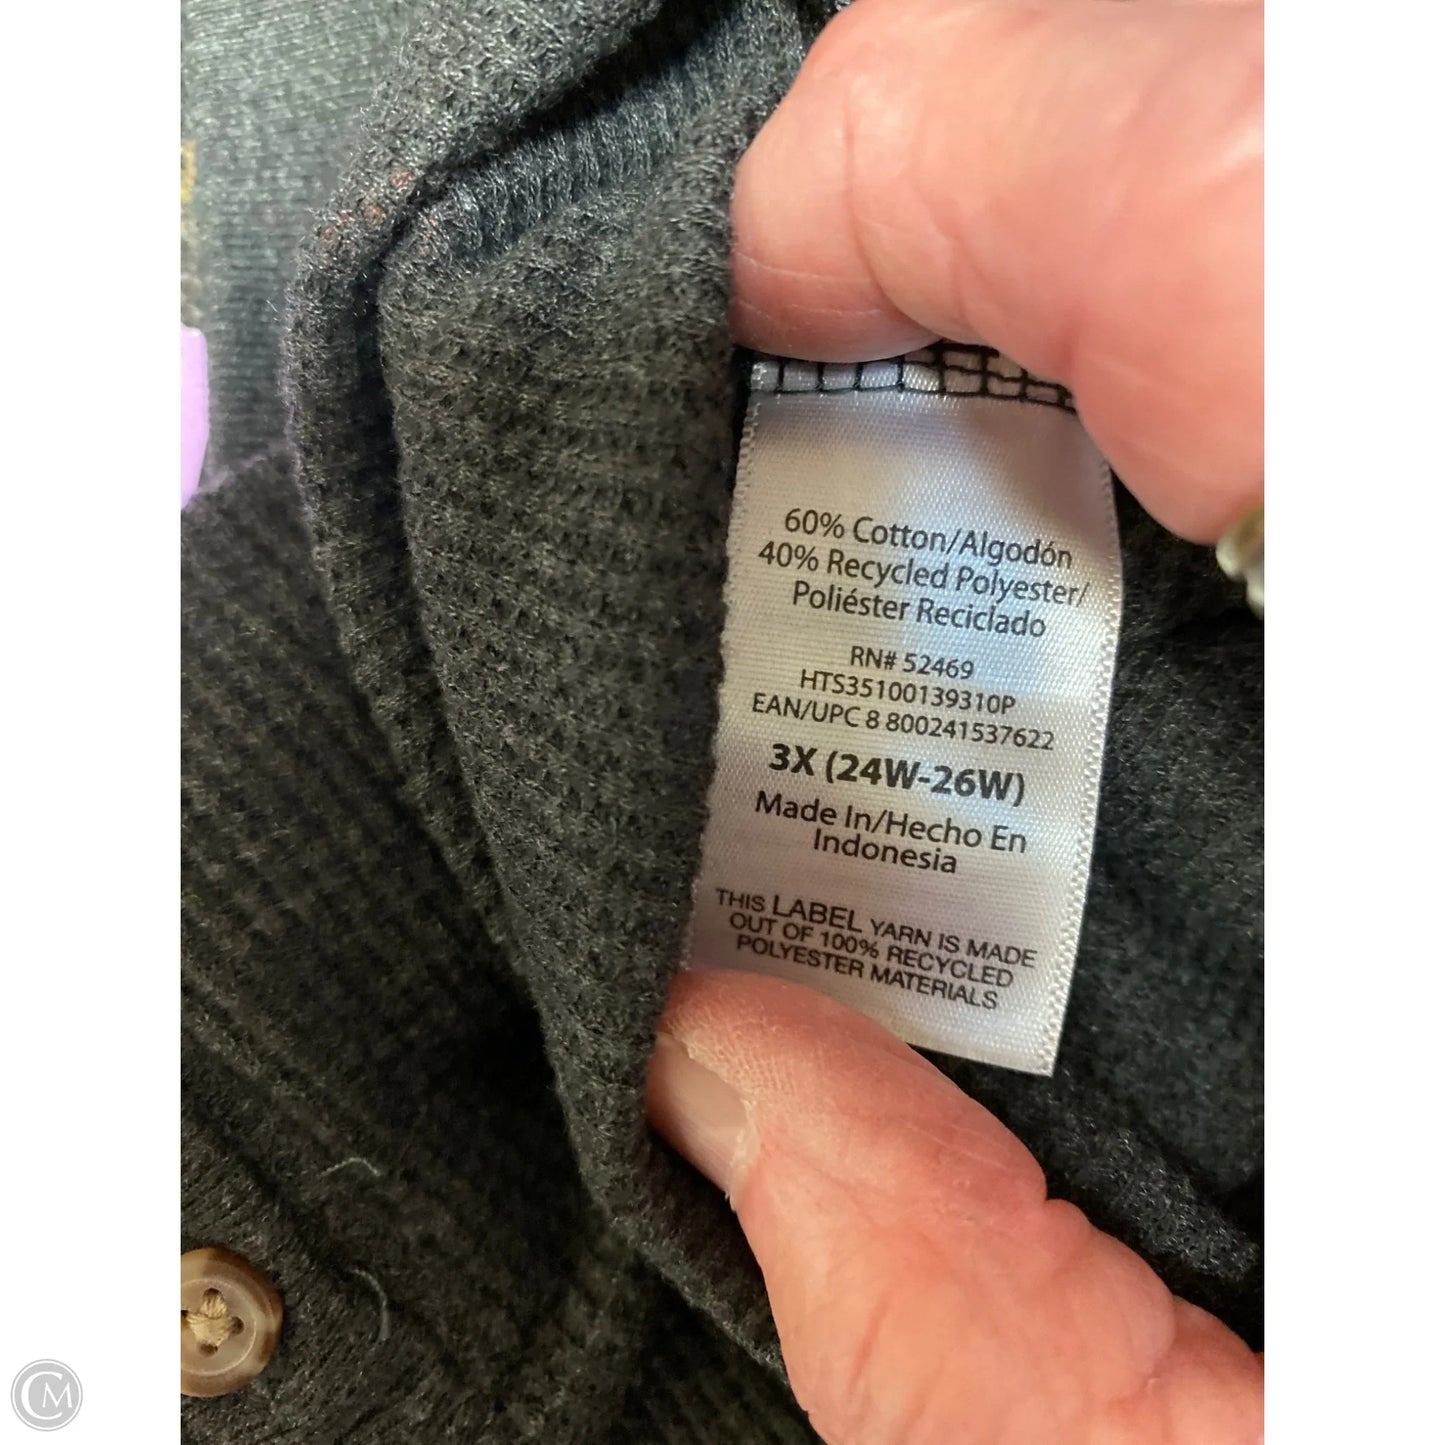 60% Cotton/Algodón
40% Recycled Polyester/
Poliéster Reciclado
RN# 52469
HTS35100139310P
EAN/UPC 8 800241537622
3X (24W-26W)
Made In/Hecho En
Indonesia
THIS LABEL YARN IS MADE
OUT OF 100% RECYCLED
POLYESTER MATERIALS
CM